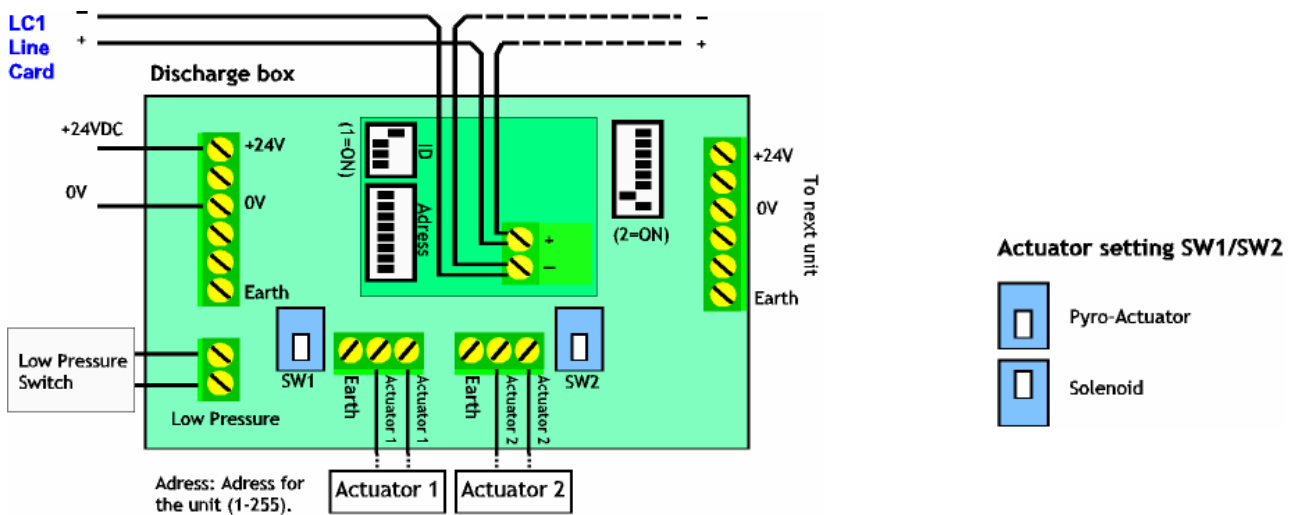 LC1
Line
Card
–
+
–
+
Discharge box
+24VDC
0V
+24V
0V
Earth
(1=ON)
ID
Adress
+
–
(2=ON)
+24V
0V
Earth
To next unit
Low Pressure
Switch
Low Pressure
SW1
Earth
Actuator 1
Actuator 1
Earth
Actuator 2
Actuator 2
SW2
Adress: Adress for
the unit (1-255).
Actuator 1
Actuator 2
Actuator setting SW1/SW2
Pyro-Actuator
Solenoid